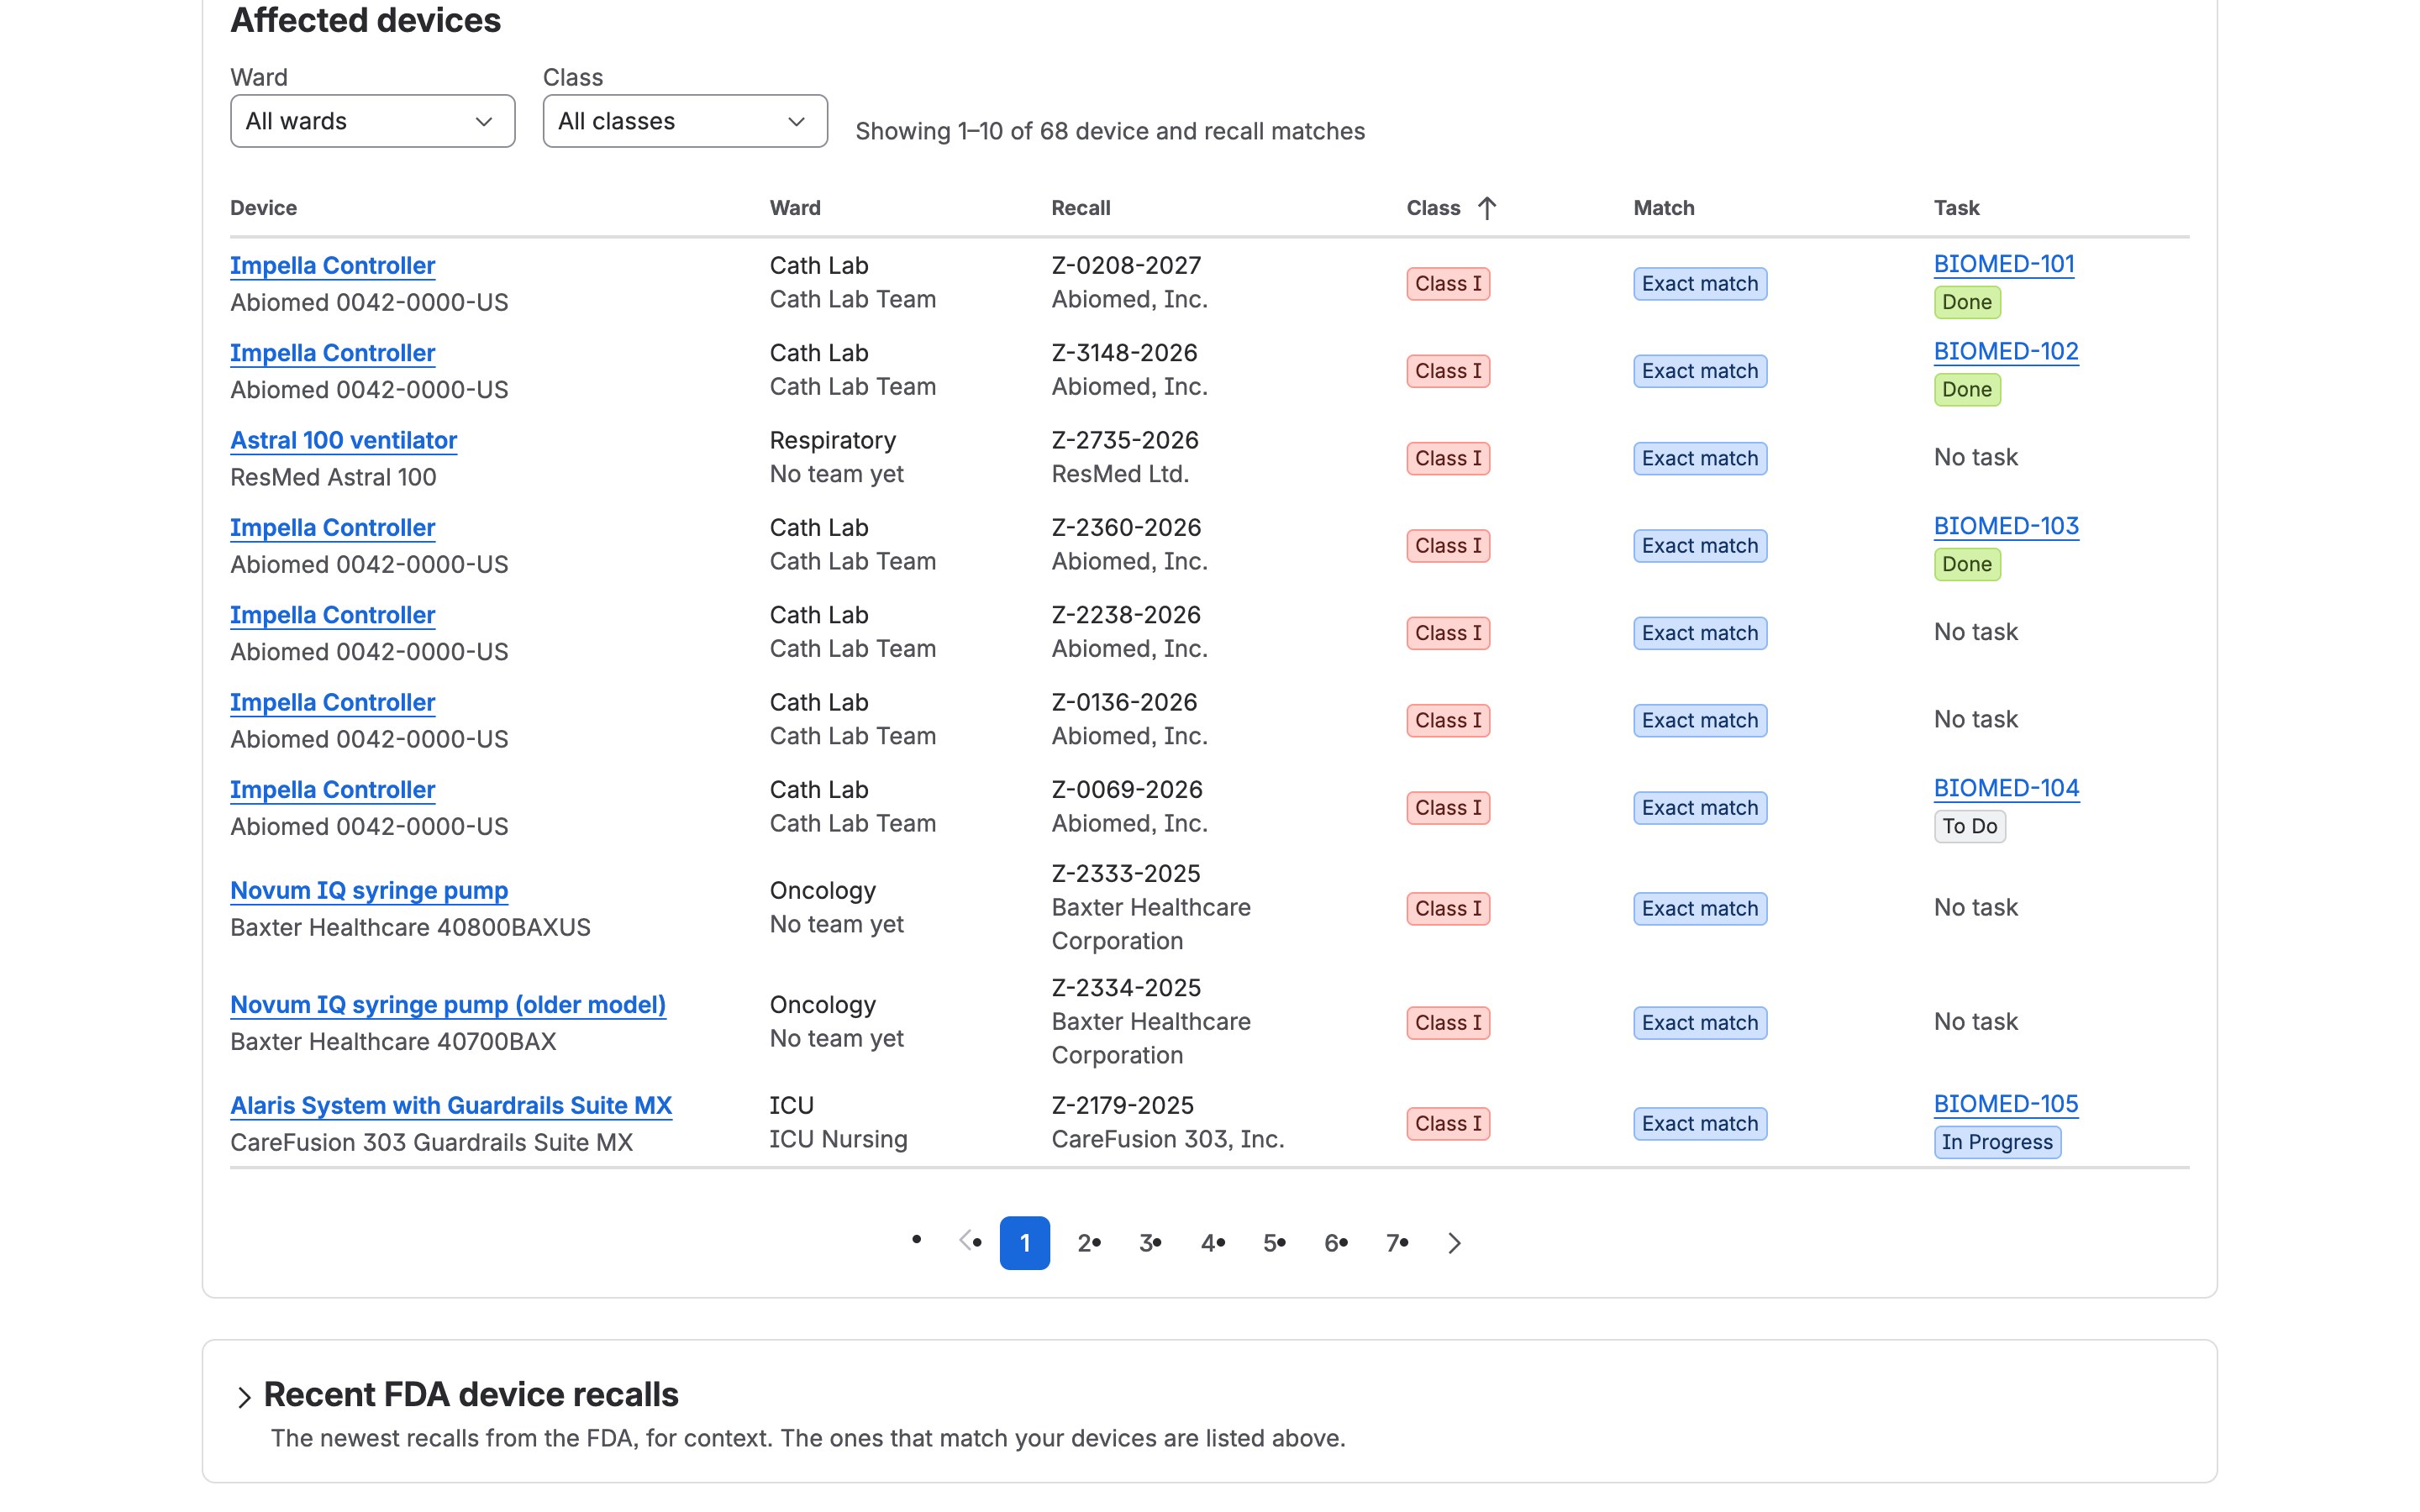 Affected devices
Ward
Class
All wards
All classes
Showing 1–10 of 68 device and recall matches
Device Ward Recall Class Match Task
Impella Controller
Abiomed 0042-0000-US
Cath Lab
Cath Lab Team
Z-0208-2027
Abiomed, Inc.
Class I
Exact match
BIOMED-101
Done
Impella Controller
Abiomed 0042-0000-US
Cath Lab
Cath Lab Team
Z-3148-2026
Abiomed, Inc.
Class I
Exact match
BIOMED-102
Done
Astral 100 ventilator
ResMed Astral 100
Respiratory
No team yet
Z-2735-2026
ResMed Ltd.
Class I
Exact match
No task
Impella Controller
Abiomed 0042-0000-US
Cath Lab
Cath Lab Team
Z-2360-2026
Abiomed, Inc.
Class I
Exact match
BIOMED-103
Done
Impella Controller
Abiomed 0042-0000-US
Cath Lab
Cath Lab Team
Z-2238-2026
Abiomed, Inc.
Class I
Exact match
No task
Impella Controller
Abiomed 0042-0000-US
Cath Lab
Cath Lab Team
Z-0136-2026
Abiomed, Inc.
Class I
Exact match
No task
Impella Controller
Abiomed 0042-0000-US
Cath Lab
Cath Lab Team
Z-0069-2026
Abiomed, Inc.
Class I
Exact match
BIOMED-104
To Do
Novum IQ syringe pump
Baxter Healthcare 40800BAXUS
Oncology
No team yet
Z-2333-2025
Baxter Healthcare
Corporation
Class I
Exact match
No task
Novum IQ syringe pump (older model)
Baxter Healthcare 40700BAX
Oncology
No team yet
Z-2334-2025
Baxter Healthcare
Corporation
Class I
Exact match
No task
Alaris System with Guardrails Suite MX
CareFusion 303 Guardrails Suite MX
ICU
ICU Nursing
Z-2179-2025
CareFusion 303, Inc.
Class I
Exact match
BIOMED-105
In Progress
1 2 3 4 5 6 7
Recent FDA device recalls
The newest recalls from the FDA, for context. The ones that match your devices are listed above.